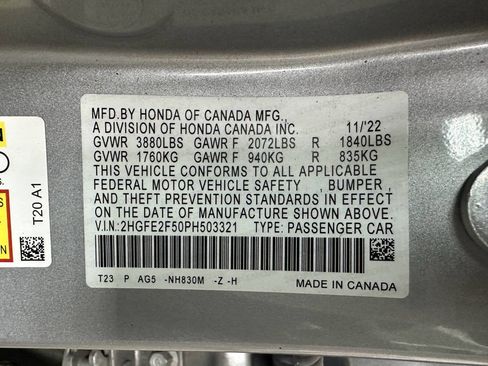 MFD.BY HONDA OF CANADA MFG.,
A DIVISION OF HONDA CANADA INC. 11/'22
GVWR 3880LBS GAWR F 2072LBS R 1840LBS
GVWR 1760KG GAWR F 940KG R 835KG
THIS VEHICLE CONFORMS TO ALL APPLICABLE
FEDERAL MOTOR VEHICLE SAFETY , BUMPER ,
AND THEFT PREVENTION STANDARDS IN EFFECT
ON THE DATE OF MANUFACTURE SHOWN ABOVE.
V.I.N:2HGFE2F50PH503321 TYPE: PASSENGER CAR
T23 P AG5 -NH830M -Z -H
MADE IN CANADA
T20 A1